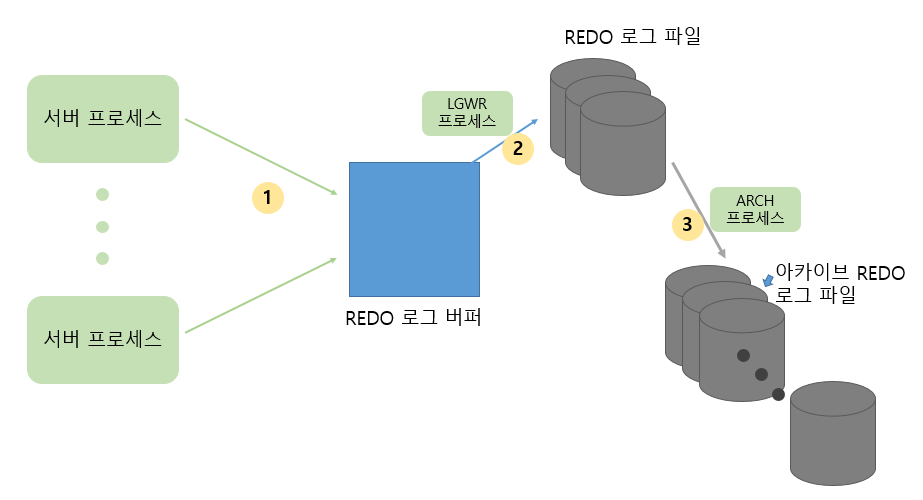 REDO 로그 파일
서버 프로세스
LGWR
프로세스
2
1
ARCH
프로세스
3
REDO 로그 버퍼
아카이브 REDO
로그 파일
서버 프로세스